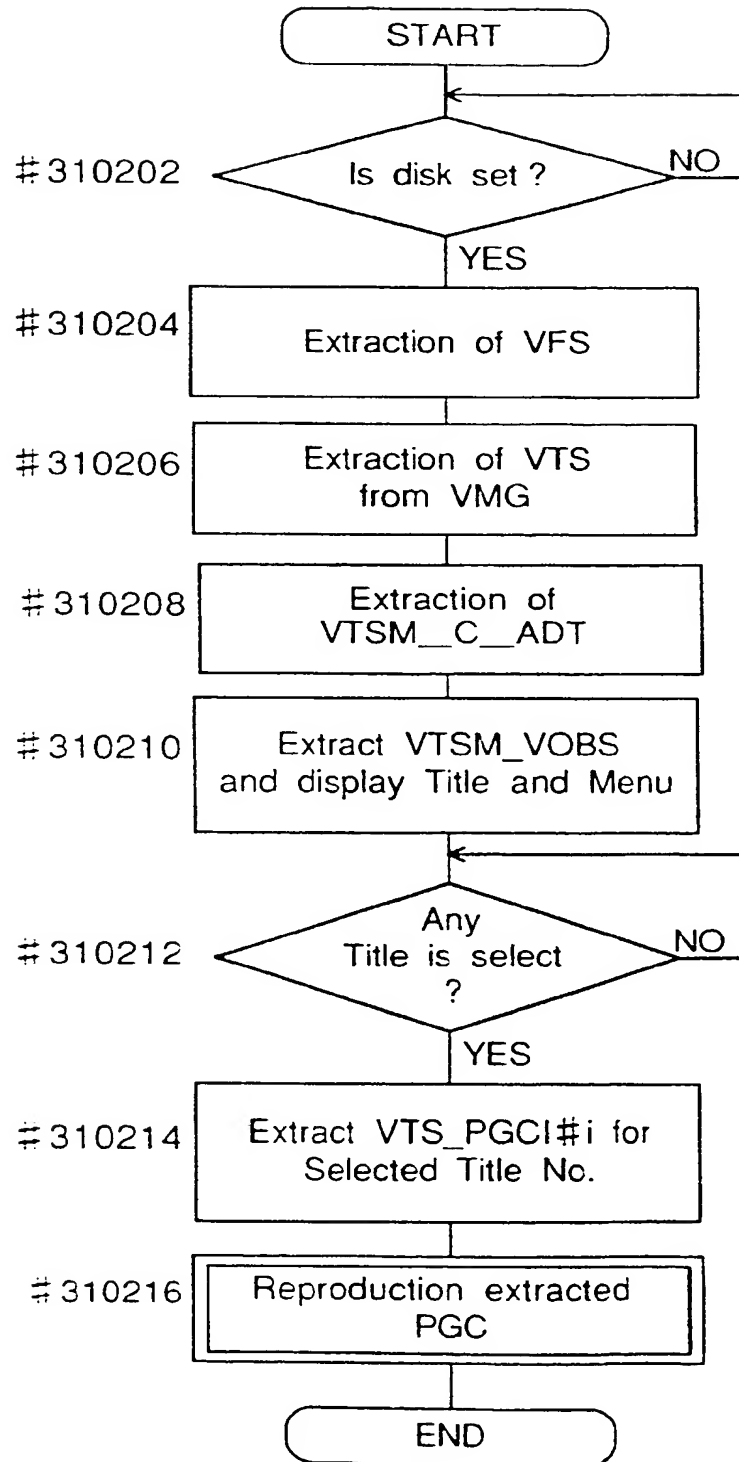 START
#310202
Is disk set ?
NO
YES
#310204
Extraction of VFS
#310206
Extraction of VTS
from VMG
#310208
Extraction of
VTSM__C__ADT
#310210
Extract VTSM_VOBS
and display Title and Menu
#310212
Any
Title is select
?
NO
YES
#310214
Extract VTS_PGCI#i for
Selected Title No.
#310216
Reproduction extracted
PGC
END